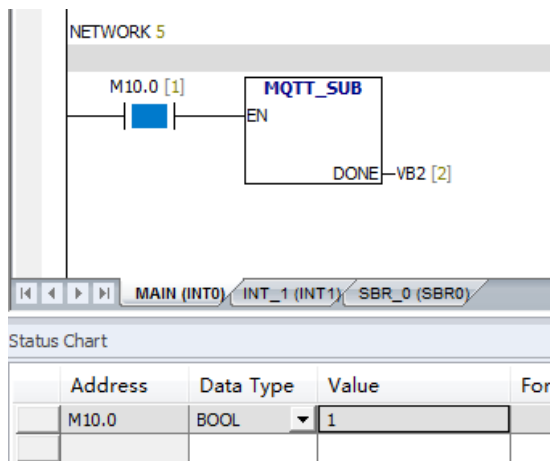 NETWORK 5
M10.0 [1]
MQTT_SUB
EN
DONE VB2 [2]
MAIN (INT0) INT_1 (INT1) SBR_0 (SBR0)
Status Chart
Address Data Type Value For
M10.0 BOOL 1